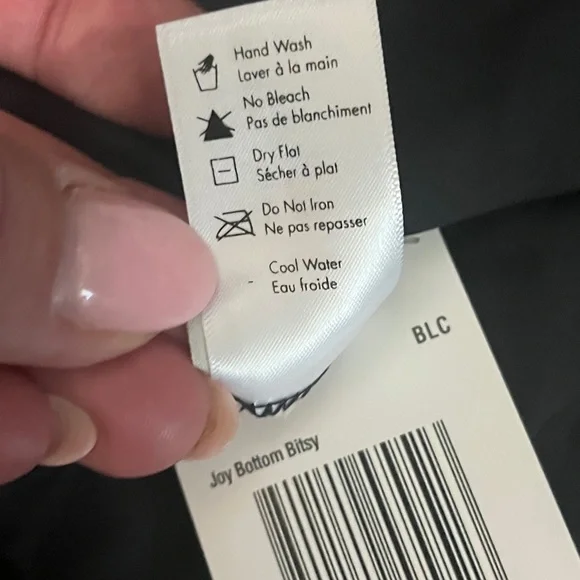 Hand Wash
Laver à la main
No Bleach
Pas de blanchiment
Dry Flat
Sécher à plat
Do Not Iron
Ne pas repasser
- Cool Water
Eau froide
BLC
Joy Bottom Bitsy